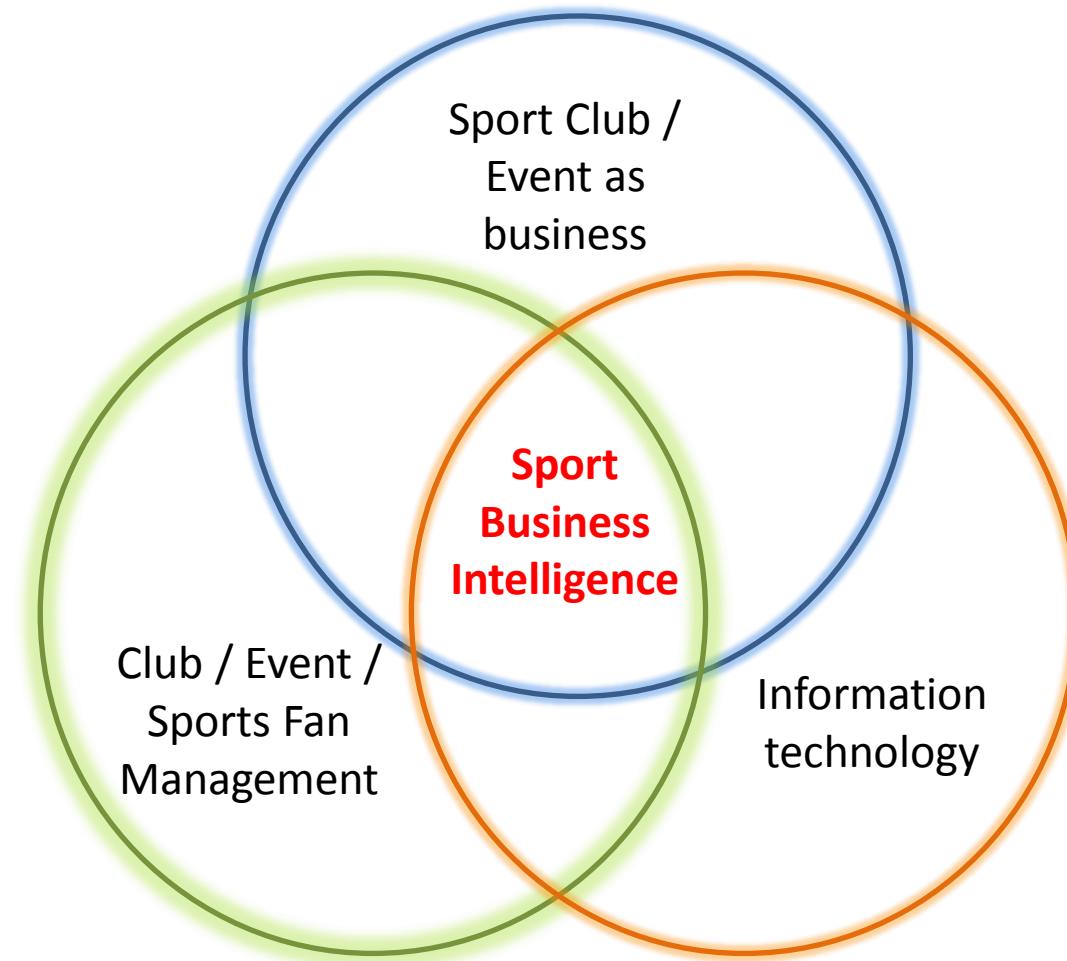 Sport Club /
Event as
business
Sport
Business
Intelligence
Club / Event /
Sports Fan
Management
Information
technology